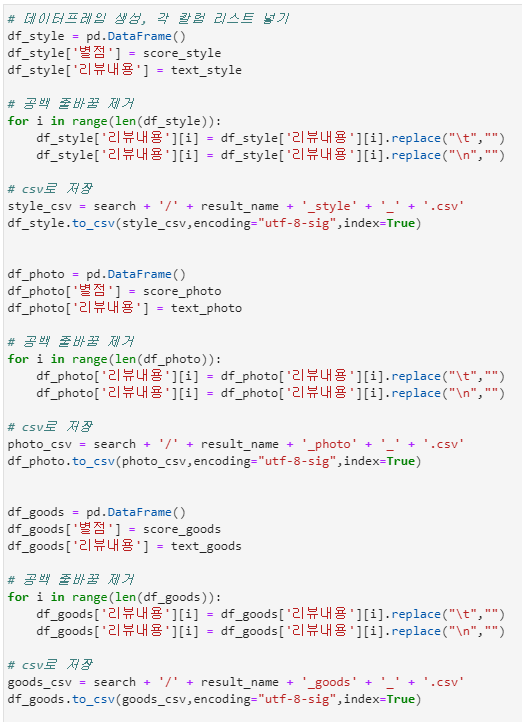 # 데이터프레임 생성, 각 칼럼 리스트 넣기
df_style = pd.DataFrame()
df_style['별점'] = score_style
df_style['리뷰내용'] = text_style

# 공백 줄바꿈 제거
for i in range(len(df_style)):
    df_style['리뷰내용'][i] = df_style['리뷰내용'][i].replace("\t","")
    df_style['리뷰내용'][i] = df_style['리뷰내용'][i].replace("\n","")

# csv로 저장
style_csv = search + '/' + result_name + '_style' + '_' + '.csv'
df_style.to_csv(style_csv,encoding="utf-8-sig",index=True)


df_photo = pd.DataFrame()
df_photo['별점'] = score_photo
df_photo['리뷰내용'] = text_photo

# 공백 줄바꿈 제거
for i in range(len(df_photo)):
    df_photo['리뷰내용'][i] = df_photo['리뷰내용'][i].replace("\t","")
    df_photo['리뷰내용'][i] = df_photo['리뷰내용'][i].replace("\n","")

# csv로 저장
photo_csv = search + '/' + result_name + '_photo' + '_' + '.csv'
df_photo.to_csv(photo_csv,encoding="utf-8-sig",index=True)


df_goods = pd.DataFrame()
df_goods['별점'] = score_goods
df_goods['리뷰내용'] = text_goods

# 공백 줄바꿈 제거
for i in range(len(df_goods)):
    df_goods['리뷰내용'][i] = df_goods['리뷰내용'][i].replace("\t","")
    df_goods['리뷰내용'][i] = df_goods['리뷰내용'][i].replace("\n","")

# csv로 저장
goods_csv = search + '/' + result_name + '_goods' + '_' + '.csv'
df_goods.to_csv(goods_csv,encoding="utf-8-sig",index=True)